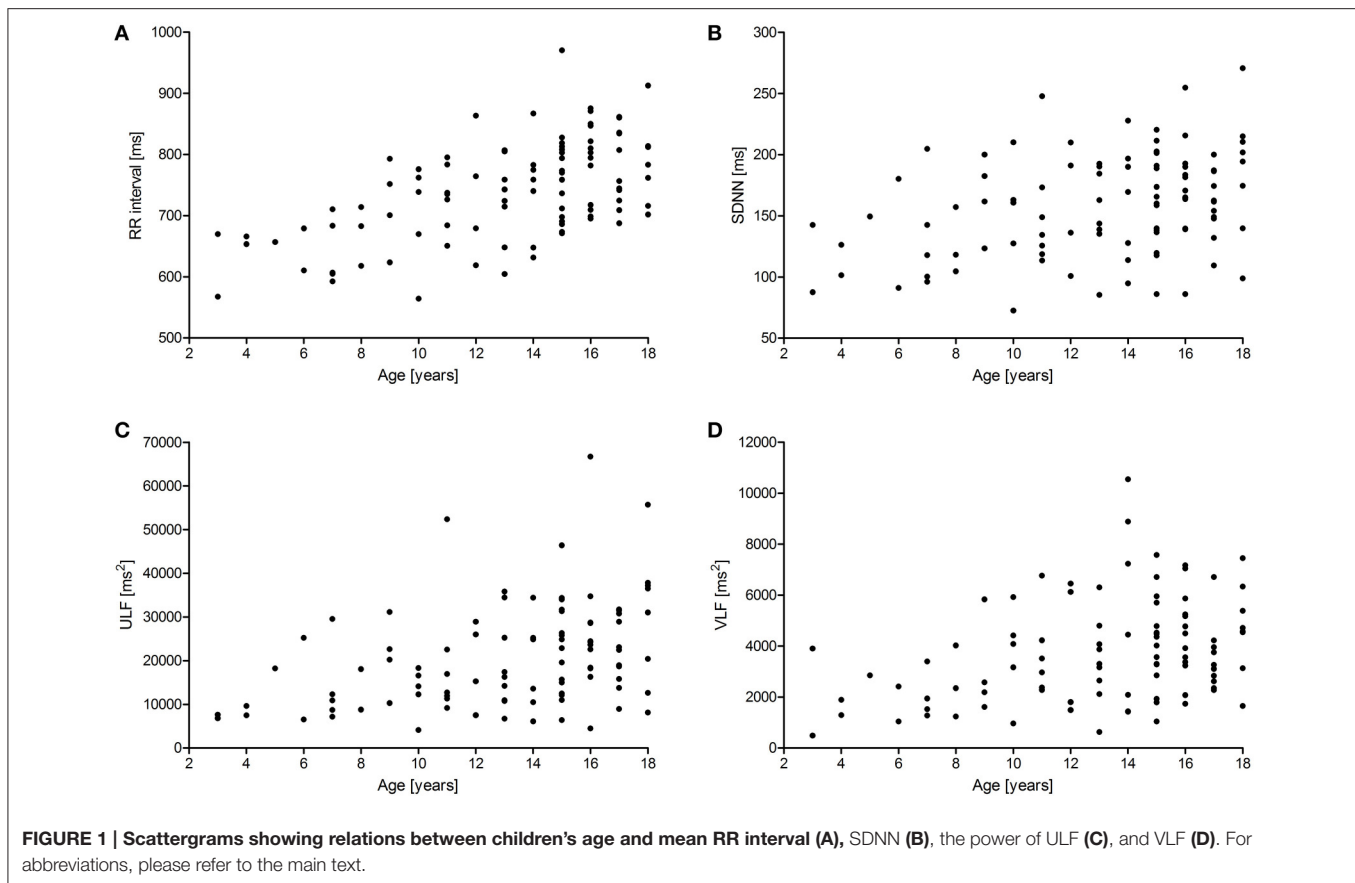 A
1000
900
800
700
600
500
RR interval [ms]
2 4 6 8 10 12 14 16 18
Age [years]
B
300
250
200
150
100
50
SDNN [ms]
2 4 6 8 10 12 14 16 18
Age [years]
C
70000
60000
50000
40000
30000
20000
10000
0
ULF [ms²]
2 4 6 8 10 12 14 16 18
Age [years]
D
12000
10000
8000
6000
4000
2000
0
VLF [ms²]
2 4 6 8 10 12 14 16 18
Age [years]
FIGURE 1 | Scattergrams showing relations between children's age and mean RR interval (A), SDNN (B), the power of ULF (C), and VLF (D). For
abbreviations, please refer to the main text.